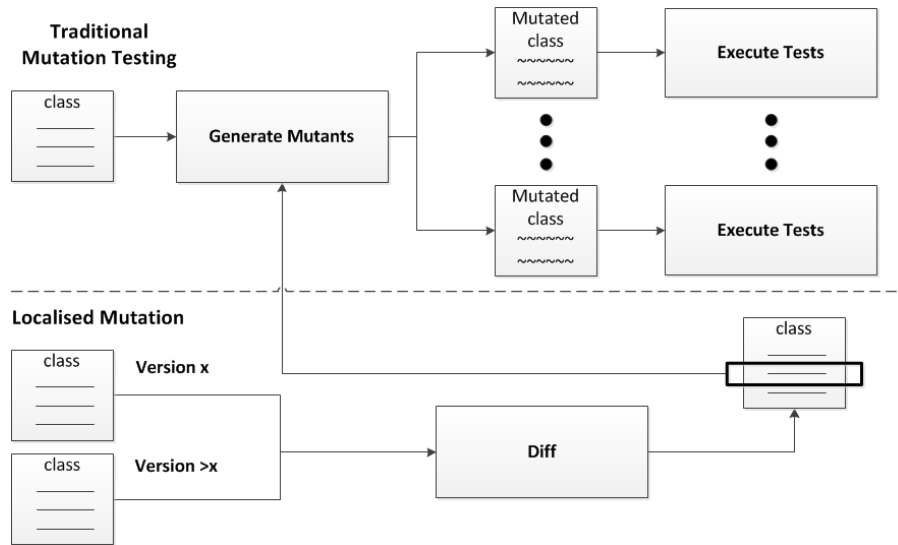 Traditional
Mutation Testing
class
Generate Mutants
Mutated
class
~~~~~~
~~~~~~
Execute Tests
Mutated
class
~~~~~~
~~~~~~
Execute Tests
Localised Mutation
class
Version x
class
Version >x
Diff
class